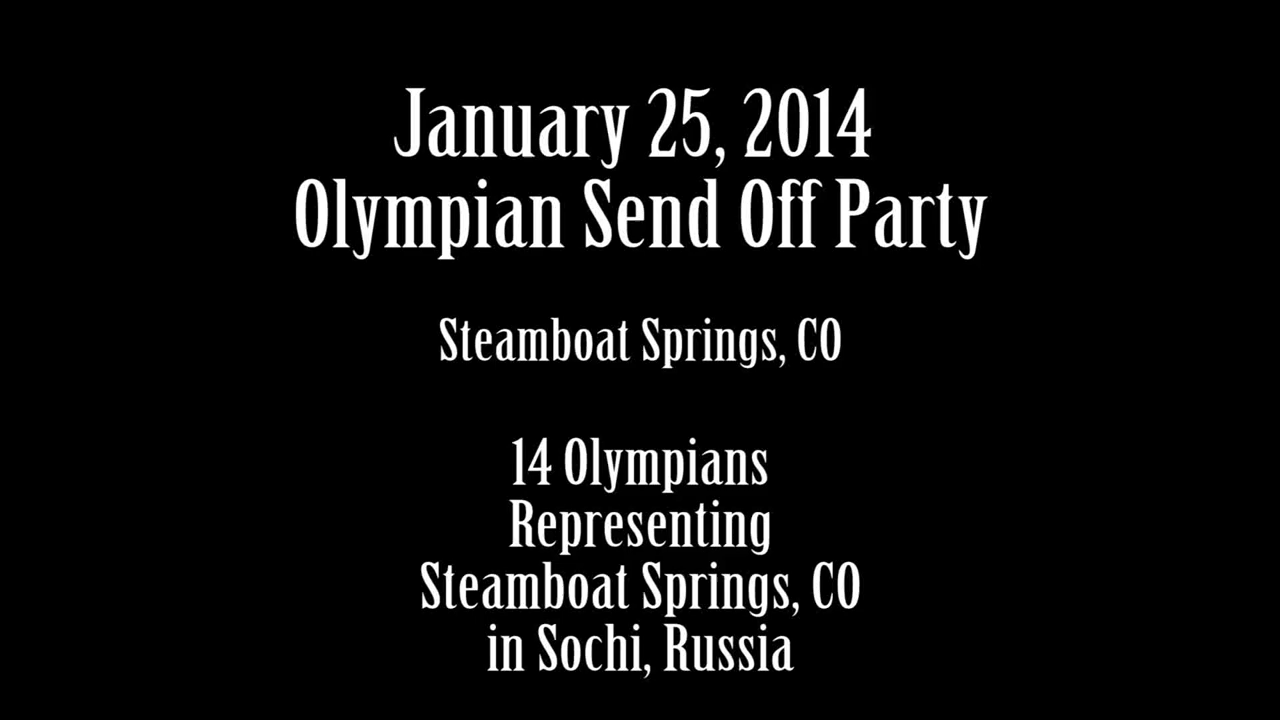 January 25, 2014
Olympian Send Off Party
Steamboat Springs, CO
14 Olympians
Representing
Steamboat Springs, CO
in Sochi, Russia